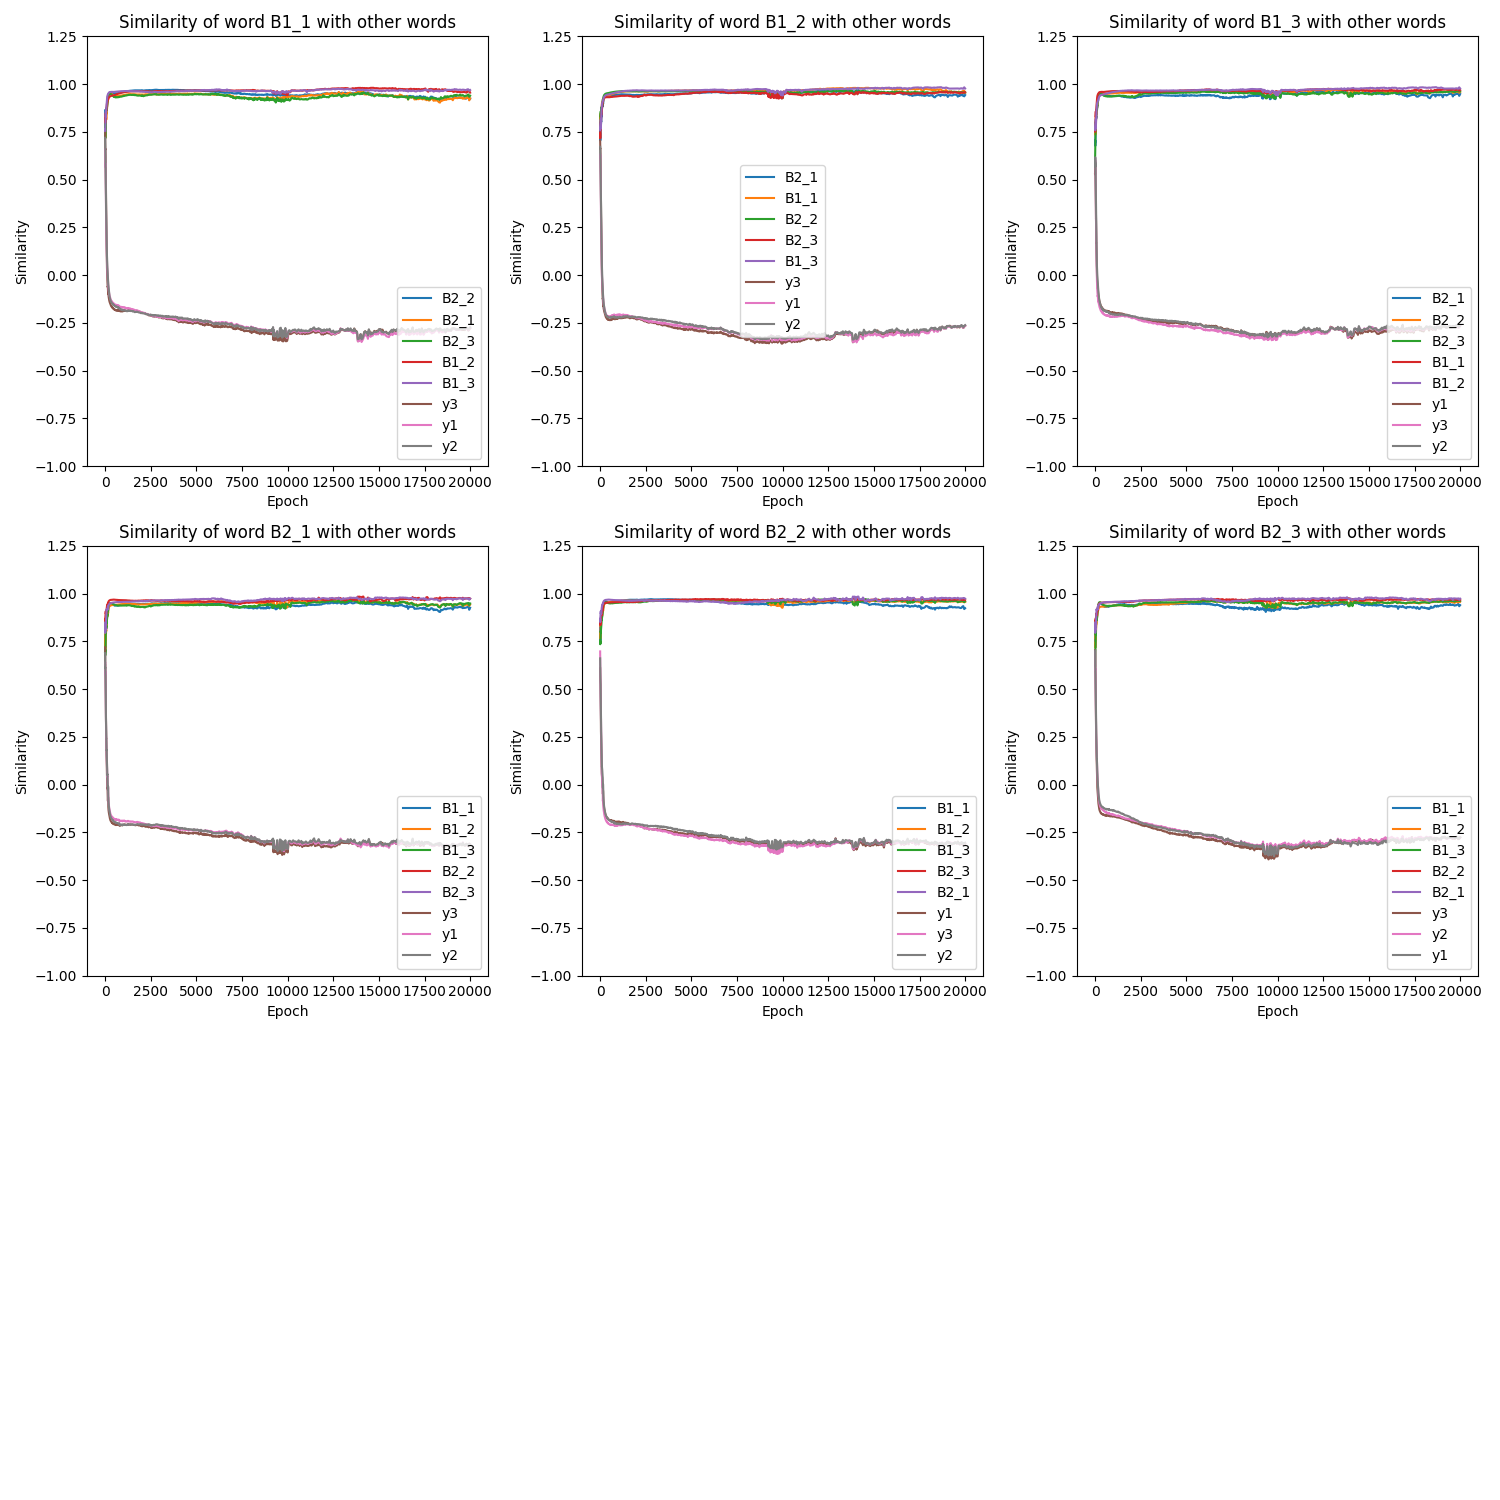 Similarity of word B1_1 with other words
1.25
1.00
0.75
0.50
0.25
0.00
−0.25
−0.50
−0.75
−1.00
Similarity
B2_2
B2_1
B2_3
B1_2
B1_3
y3
y1
y2
0 2500 5000 7500 10000 12500 15000 17500 20000
Epoch
Similarity of word B1_2 with other words
1.25
1.00
0.75
0.50
0.25
0.00
−0.25
−0.50
−0.75
−1.00
Similarity
B2_1
B1_1
B2_2
B2_3
B1_3
y3
y1
y2
0 2500 5000 7500 10000 12500 15000 17500 20000
Epoch
Similarity of word B1_3 with other words
1.25
1.00
0.75
0.50
0.25
0.00
−0.25
−0.50
−0.75
−1.00
Similarity
B2_1
B2_2
B2_3
B1_1
B1_2
y1
y3
y2
0 2500 5000 7500 10000 12500 15000 17500 20000
Epoch
Similarity of word B2_1 with other words
1.25
1.00
0.75
0.50
0.25
0.00
−0.25
−0.50
−0.75
−1.00
Similarity
B1_1
B1_2
B1_3
B2_2
B2_3
y3
y1
y2
0 2500 5000 7500 10000 12500 15000 17500 20000
Epoch
Similarity of word B2_2 with other words
1.25
1.00
0.75
0.50
0.25
0.00
−0.25
−0.50
−0.75
−1.00
Similarity
B1_1
B1_2
B1_3
B2_3
B2_1
y1
y3
y2
0 2500 5000 7500 10000 12500 15000 17500 20000
Epoch
Similarity of word B2_3 with other words
1.25
1.00
0.75
0.50
0.25
0.00
−0.25
−0.50
−0.75
−1.00
Similarity
B1_1
B1_2
B1_3
B2_2
B2_1
y3
y2
y1
0 2500 5000 7500 10000 12500 15000 17500 20000
Epoch